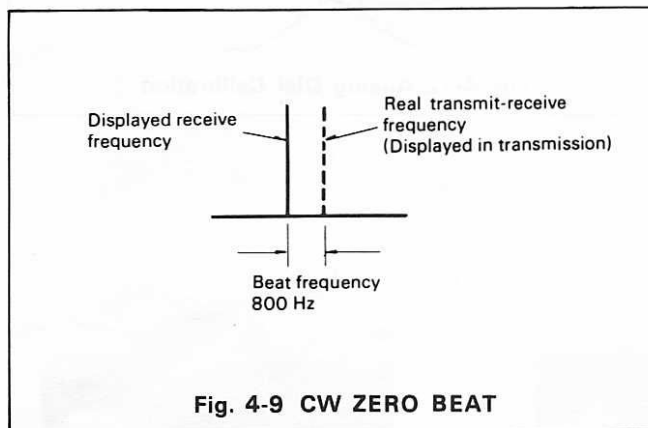 Displayed receive
frequency
Real transmit-receive
frequency
(Displayed in transmission)
Beat frequency
800 Hz
Fig. 4-9 CW ZERO BEAT